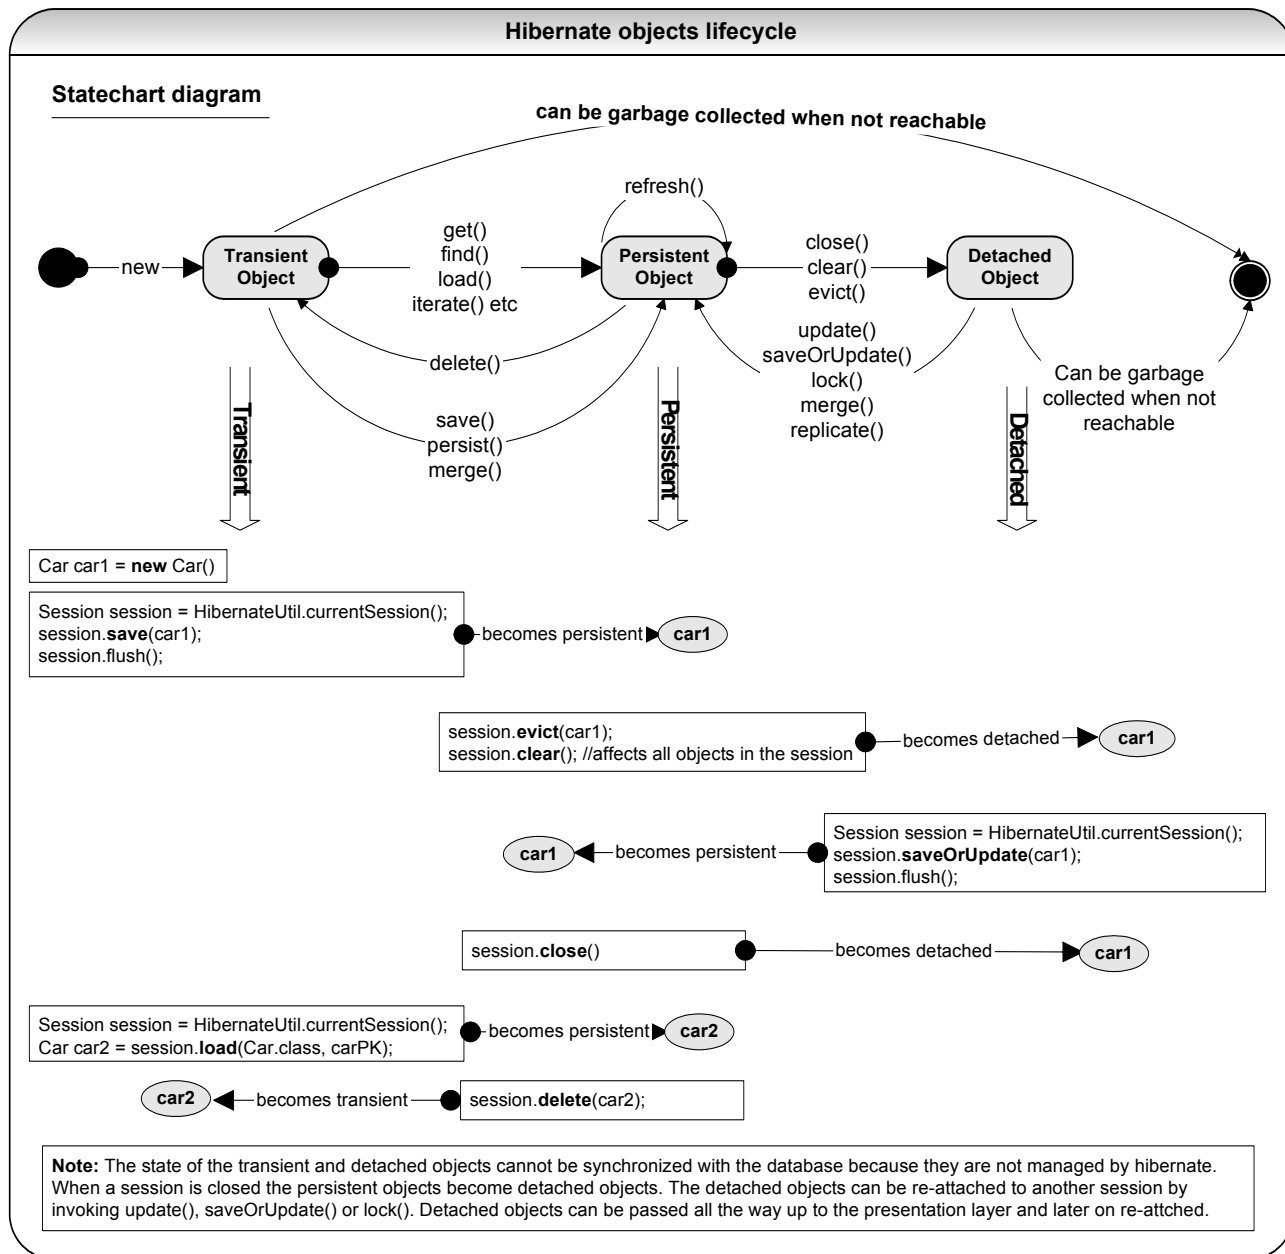 Hibernate objects lifecycle
Statechart diagram
can be garbage collected when not reachable
refresh()
new
Transient
Object
get()
find()
load()
iterate() etc
Persistent
Object
close()
clear()
evict()
Detached
Object
delete()
update()
saveOrUpdate()
lock()
merge()
replicate()
Can be garbage
collected when not
reachable
save()
persist()
merge()
Transient
Persistent
Detached
Car car1 = new Car()
Session session = HibernateUtil.currentSession();
session.save(car1);
session.flush();
becomes persistent
car1
session.evict(car1);
session.clear(); //affects all objects in the session
becomes detached
car1
car1
becomes persistent
Session session = HibernateUtil.currentSession();
session.saveOrUpdate(car1);
session.flush();
session.close()
becomes detached
car1
Session session = HibernateUtil.currentSession();
Car car2 = session.load(Car.class, carPK);
becomes persistent
car2
car2
becomes transient
session.delete(car2);
Note: The state of the transient and detached objects cannot be synchronized with the database because they are not managed by hibernate.
When a session is closed the persistent objects become detached objects. The detached objects can be re-attached to another session by
invoking update(), saveOrUpdate() or lock(). Detached objects can be passed all the way up to the presentation layer and later on re-attched.